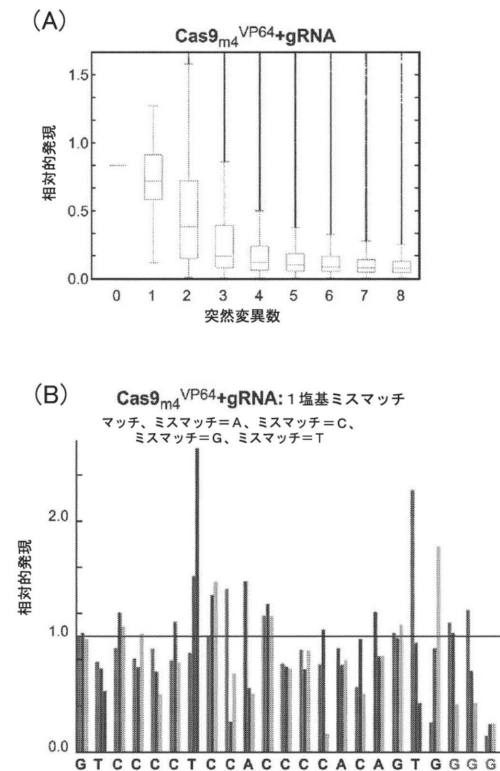 (A)
Cas9m4VP64+gRNA
相対的発現
1.5
1.0
0.5
0.0
0 1 2 3 4 5 6 7 8
突然変異数
(B)
Cas9m4VP64+gRNA:1塩基ミスマッチ
マッチ、ミスマッチ=A、ミスマッチ=C、
ミスマッチ=G、ミスマッチ=T
相対的発現
2.0
1.0
0.0
G T C C C C T C C A C C C C A C A G T G G G G